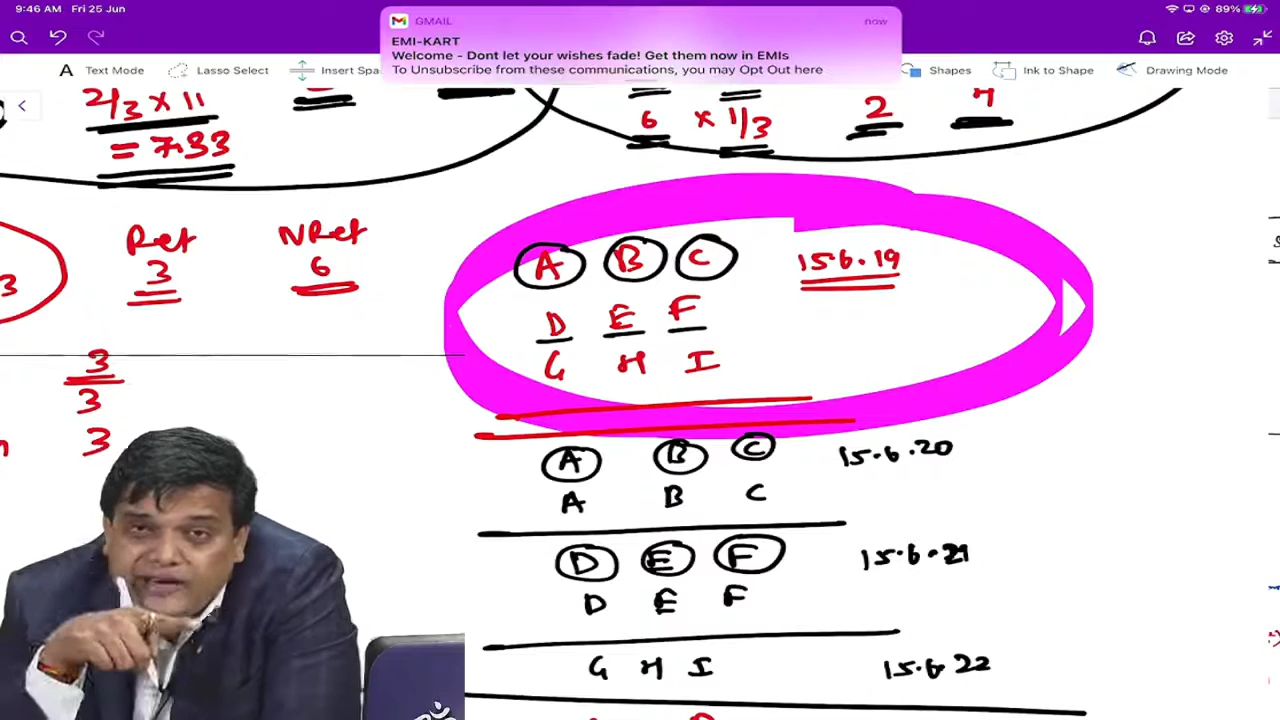 9:46 AM Fri 25 Jun
89%
GMAIL
now
EMI-KART
Welcome - Dont let your wishes fade! Get them now in EMIs
To Unsubscribe from these communications, you may Opt Out here
A Text Mode
Lasso Select
Insert Spa
Shapes
Ink to Shape
Drawing Mode
2/3 x 11
= 7.33
6 x 1/3 2 4
Ret NRet
3 6
3
A B C 15.6.19
D E F
G H I
3
3
3
A B C 15.6.20
A B C
D E F 15.6.21
D E F
G H I 15.6.22